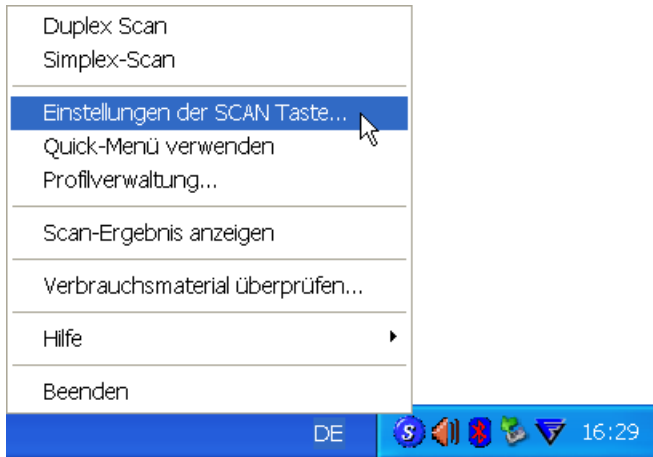 Duplex Scan
Simplex-Scan
Einstellungen der SCAN Taste...
Quick-Menü verwenden
Profilverwaltung...
Scan-Ergebnis anzeigen
Verbrauchsmaterial überprüfen...
Hilfe
Beenden
DE S 16:29